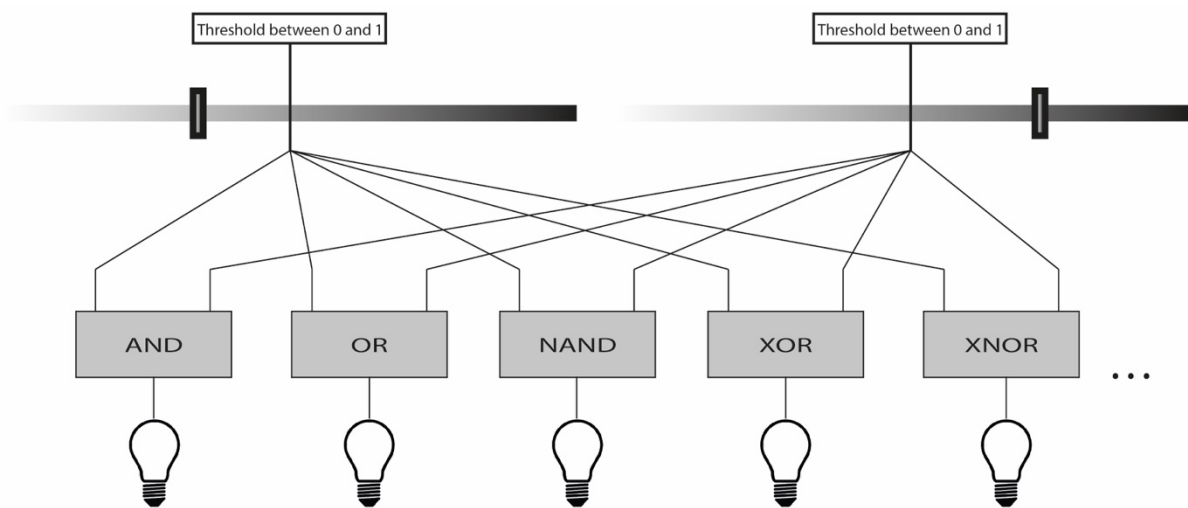 Threshold between 0 and 1
Threshold between 0 and 1
AND
OR
NAND
XOR
XNOR
...